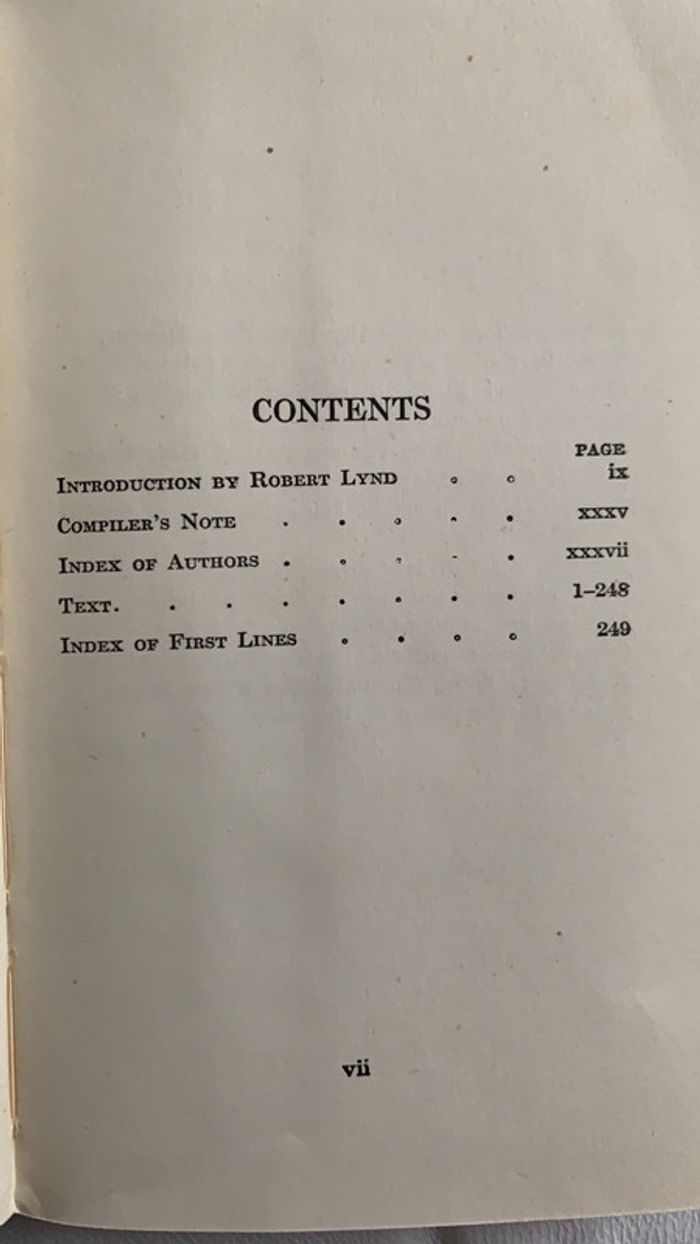 CONTENTS
PAGE
INTRODUCTION BY ROBERT LYND . . ix
COMPILER'S NOTE . . . . . xxxv
INDEX OF AUTHORS . . . . . xxxvii
TEXT. . . . . . . . 1–248
INDEX OF FIRST LINES . . . . 249
vii